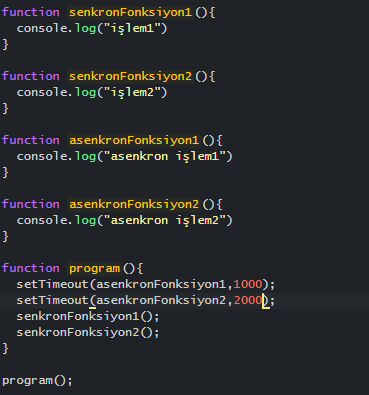 function senkronFonksiyon1(){
console.log("işlem1")
}
function senkronFonksiyon2(){
console.log("işlem2")
}
function asenkronFonksiyon1(){
console.log("asenkron işlem1")
}
function asenkronFonksiyon2(){
console.log("asenkron işlem2")
}
function program(){
setTimeout(asenkronFonksiyon1,1000);
setTimeout(asenkronFonksiyon2,2000);
senkronFonksiyon1();
senkronFonksiyon2();
}
program();